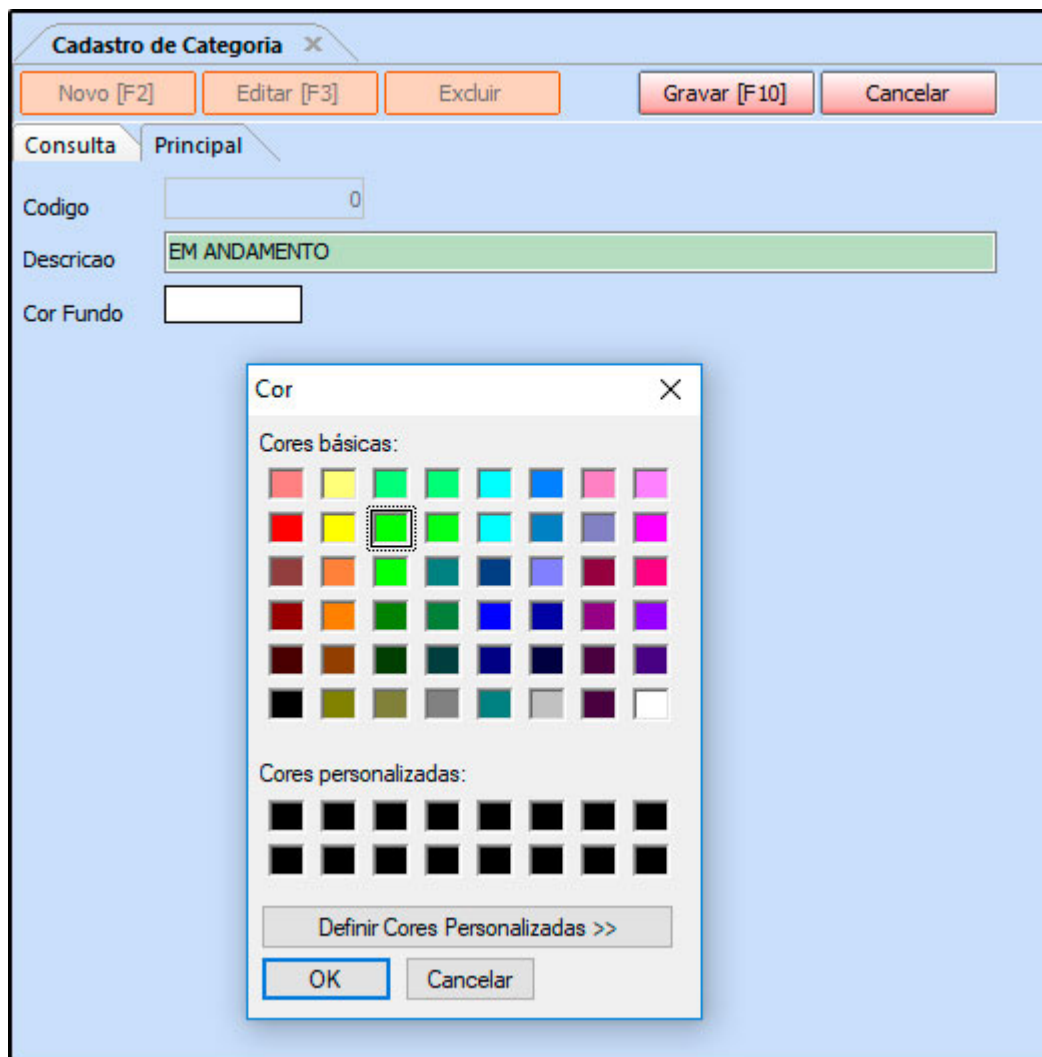 Cadastro de Categoria
Novo [F2] Editar [F3] Excluir Gravar [F10] Cancelar
Consulta Principal
Codigo 0
Descricao EM ANDAMENTO
Cor Fundo
Cor
Cores básicas:
Cores personalizadas:
Definir Cores Personalizadas >>
OK Cancelar